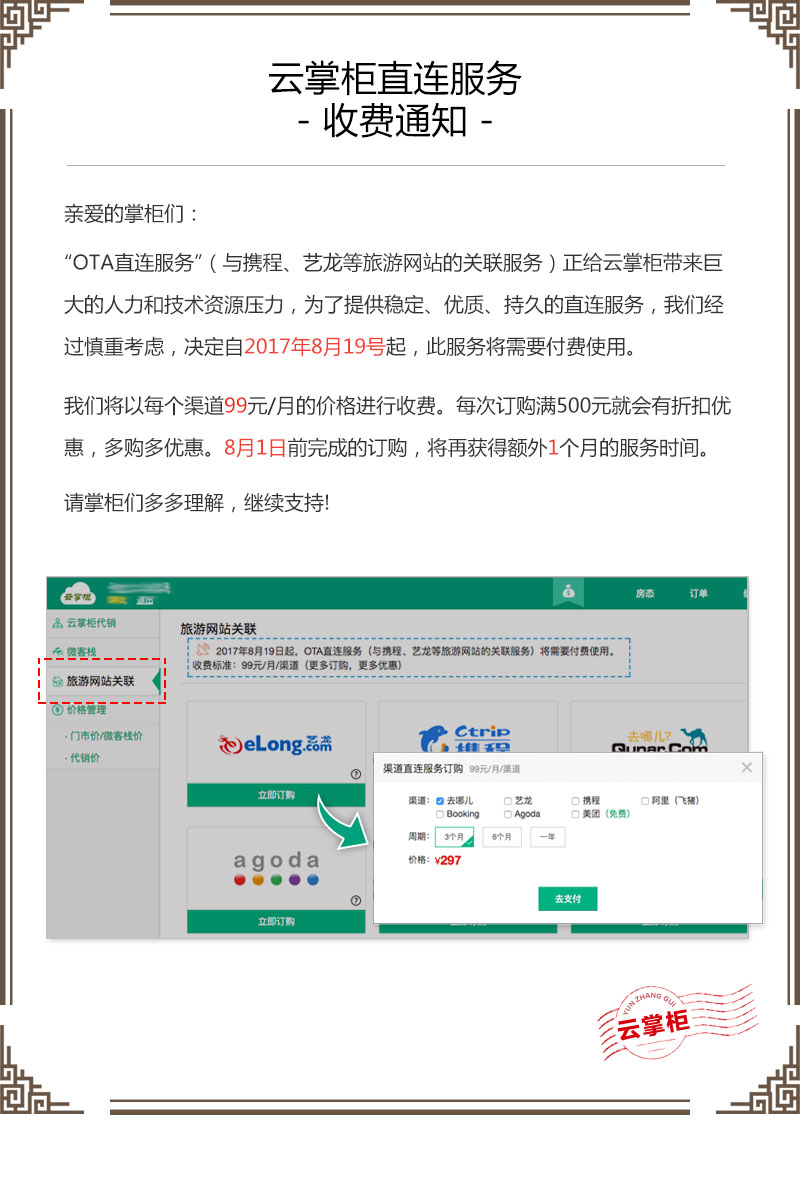 云掌柜直连服务
- 收费通知 -
亲爱的掌柜们：
“OTA直连服务”（与携程、艺龙等旅游网站的关联服务）正给云掌柜带来巨
大的人力和技术资源压力，为了提供稳定、优质、持久的直连服务，我们经
过慎重考虑，决定自2017年8月19号起，此服务将需要付费使用。
我们将以每个渠道99元/月的价格进行收费。每次订购满500元就会有折扣优
惠，多购多优惠。8月1日前完成的订购，将再获得额外1个月的服务时间。
请掌柜们多多理解，继续支持!
云掌柜
退出
房态
订单
云掌柜代销
微客栈
旅游网站关联
价格管理
· 门市价/微客栈价
· 代销价
旅游网站关联
2017年8月19日起，OTA直连服务（与携程、艺龙等旅游网站的关联服务）将需要付费使用。
收费标准：99元/月/渠道（更多订购，更多优惠）
eLong.com 艺龙
Ctrip
携程
去哪儿?
Qunar.Com
立即订购
agoda
立即订购
渠道直连服务订购 99元/月/渠道
渠道： 去哪儿 艺龙 携程 阿里（飞猪）
Booking Agoda 美团（免费）
周期： 3个月 6个月 一年
价格： ¥297
去支付
YUN ZHANG GUI
云掌柜